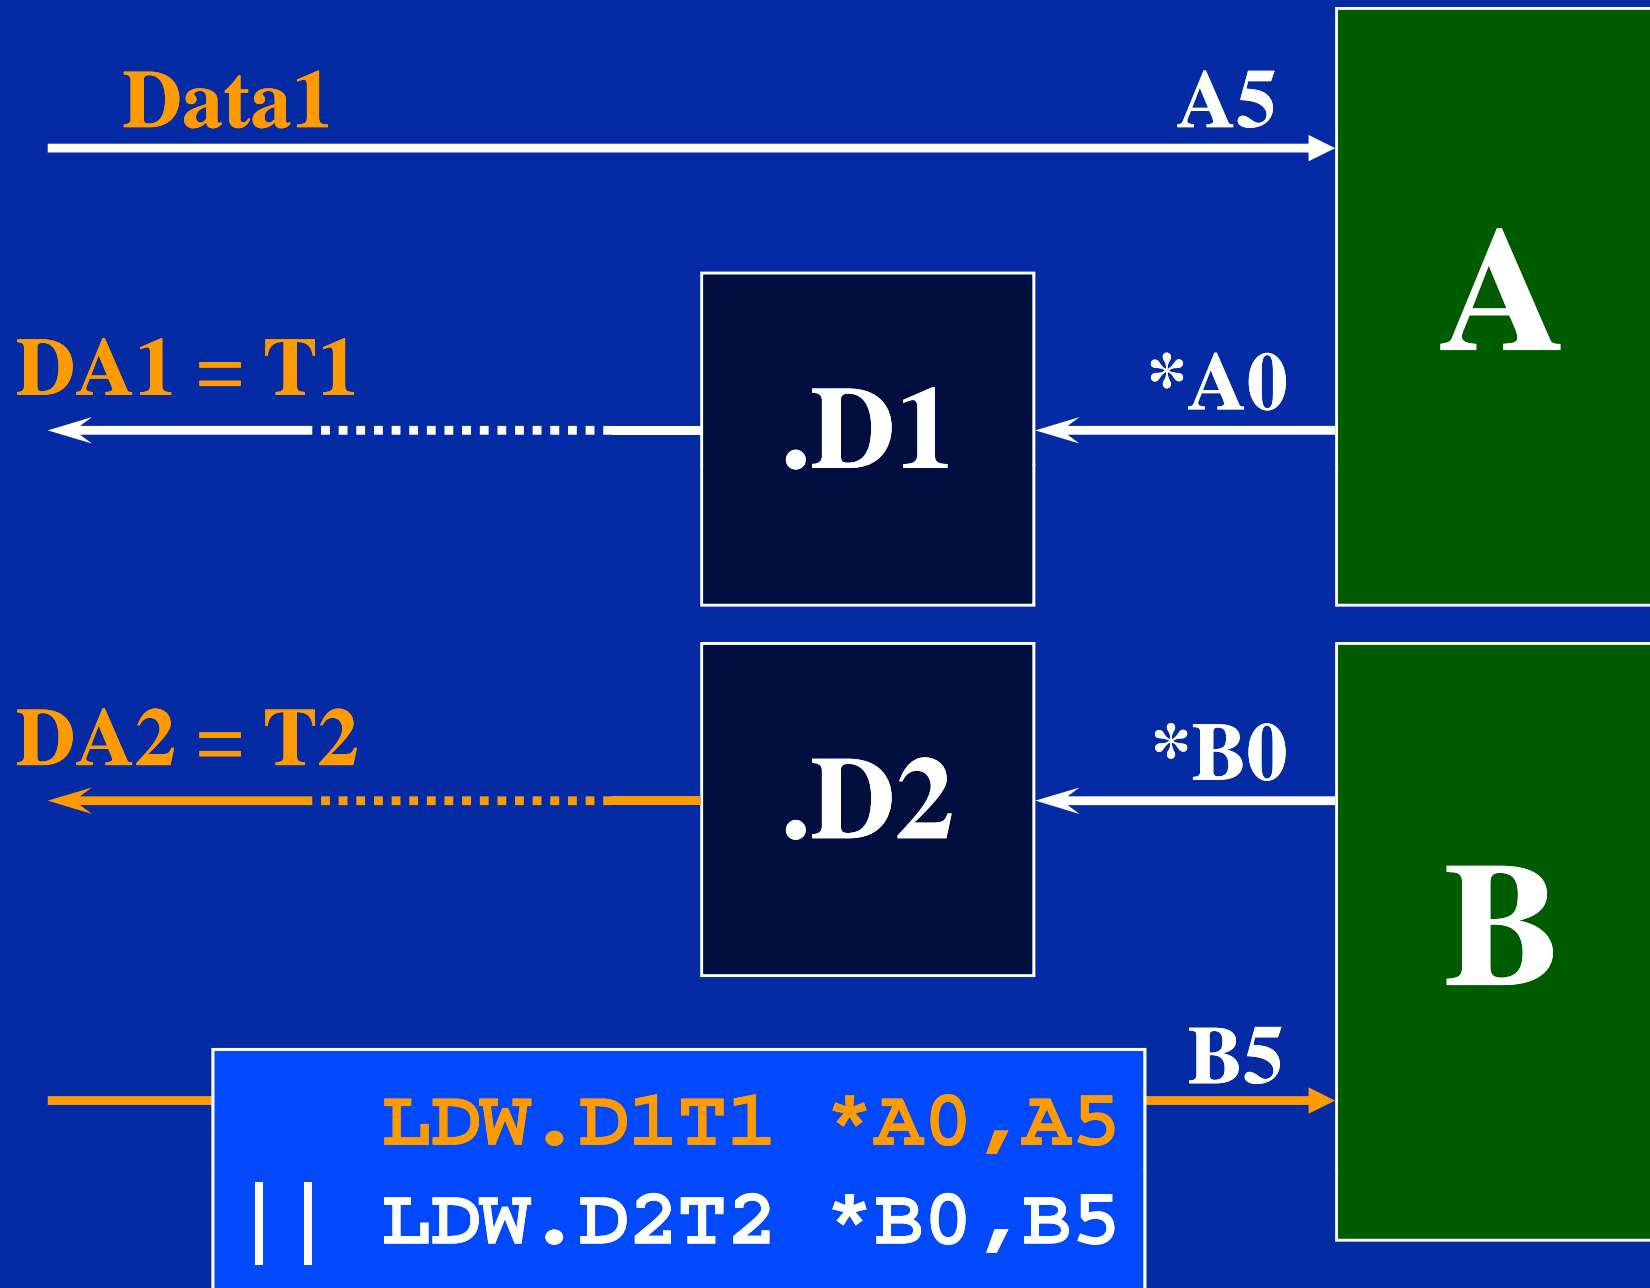 Data1
A5
A
DA1 = T1
*A0
.D1
DA2 = T2
*B0
.D2
B
B5
LDW.D1T1 *A0,A5
|| LDW.D2T2 *B0,B5